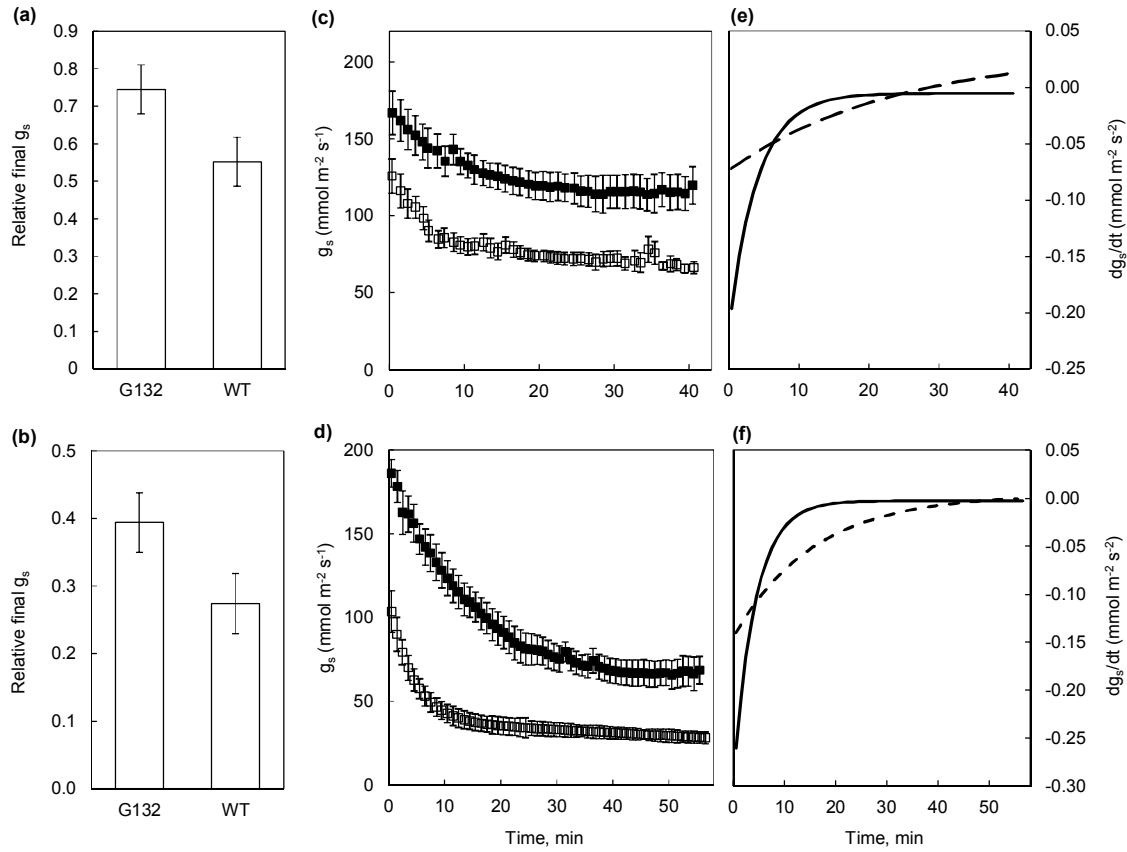 (a)
0.9
0.8
0.7
0.6
0.5
0.4
0.3
0.2
0.1
0
Relative final gs
G132 WT
(c)
200
150
100
50
0
gs (mmol m-2 s-1)
0 10 20 30 40
(e)
0.05
0.00
-0.05
-0.10
-0.15
-0.20
-0.25
dgs/dt (mmol m-2 s-2)
0 10 20 30 40
(b)
0.5
0.4
0.3
0.2
0.1
0.0
Relative final gs
G132 WT
(d)
200
150
100
50
0
gs (mmol m-2 s-1)
0 10 20 30 40 50
Time, min
(f)
0.05
0.00
-0.05
-0.10
-0.15
-0.20
-0.25
-0.30
dgs/dt (mmol m-2 s-2)
0 10 20 30 40 50
Time, min